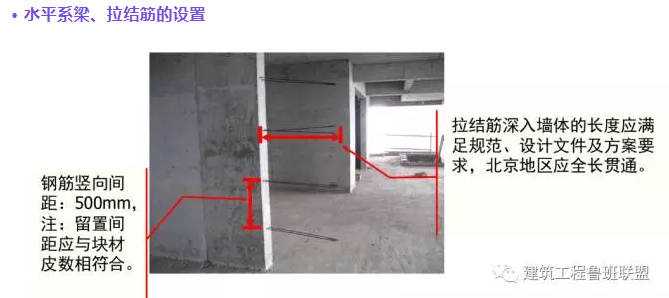 • 水平系梁、拉结筋的设置
拉结筋深入墙体的长度应满
足规范、设计文件及方案要
求，北京地区应全长贯通。
钢筋竖向间
距：500mm，
注：留置间
距应与块材
皮数相符合。
建筑工程鲁班联盟